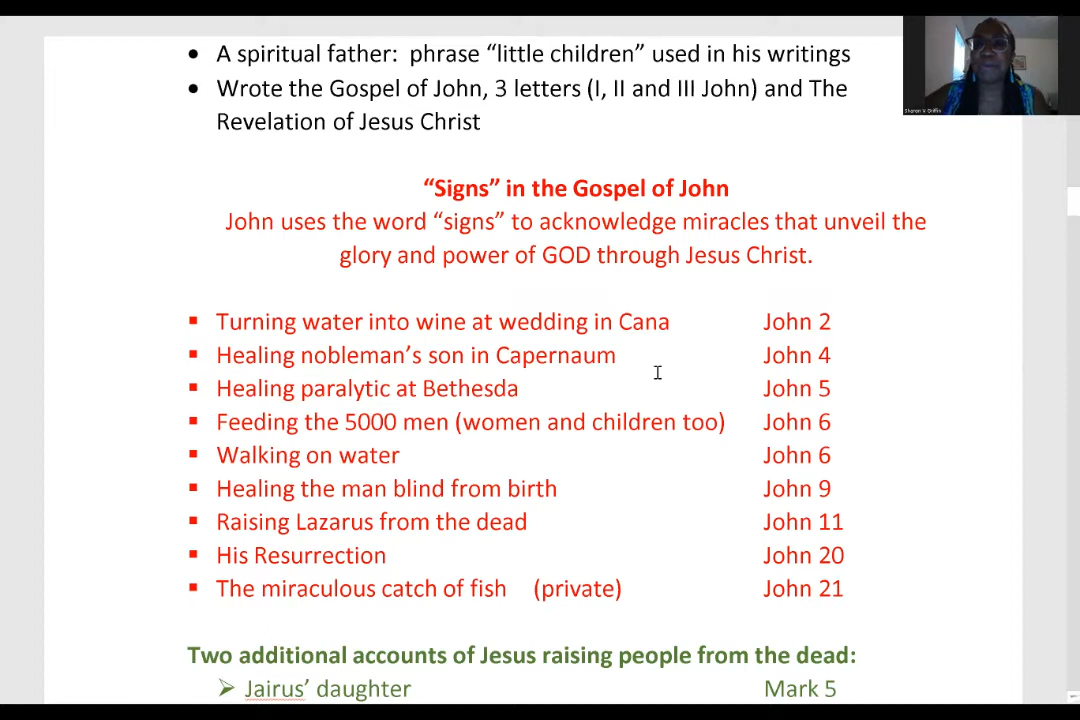 • A spiritual father: phrase “little children” used in his writings
• Wrote the Gospel of John, 3 letters (I, II and III John) and The
Revelation of Jesus Christ
“Signs” in the Gospel of John
John uses the word “signs” to acknowledge miracles that unveil the
glory and power of GOD through Jesus Christ.
▪ Turning water into wine at wedding in Cana John 2
▪ Healing nobleman’s son in Capernaum John 4
▪ Healing paralytic at Bethesda John 5
▪ Feeding the 5000 men (women and children too) John 6
▪ Walking on water John 6
▪ Healing the man blind from birth John 9
▪ Raising Lazarus from the dead John 11
▪ His Resurrection John 20
▪ The miraculous catch of fish (private) John 21
Two additional accounts of Jesus raising people from the dead:
➢ Jairus’ daughter Mark 5
Sharon V Griffin